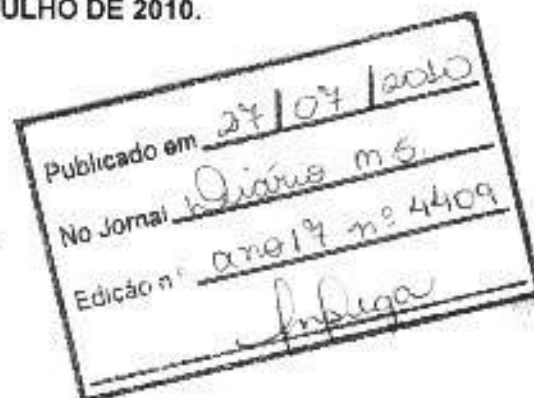 ULHO DE 2010.
Publicado em 27/07/2010
No Jornal Diário MS.
Edição nº ano 17 nº 4409